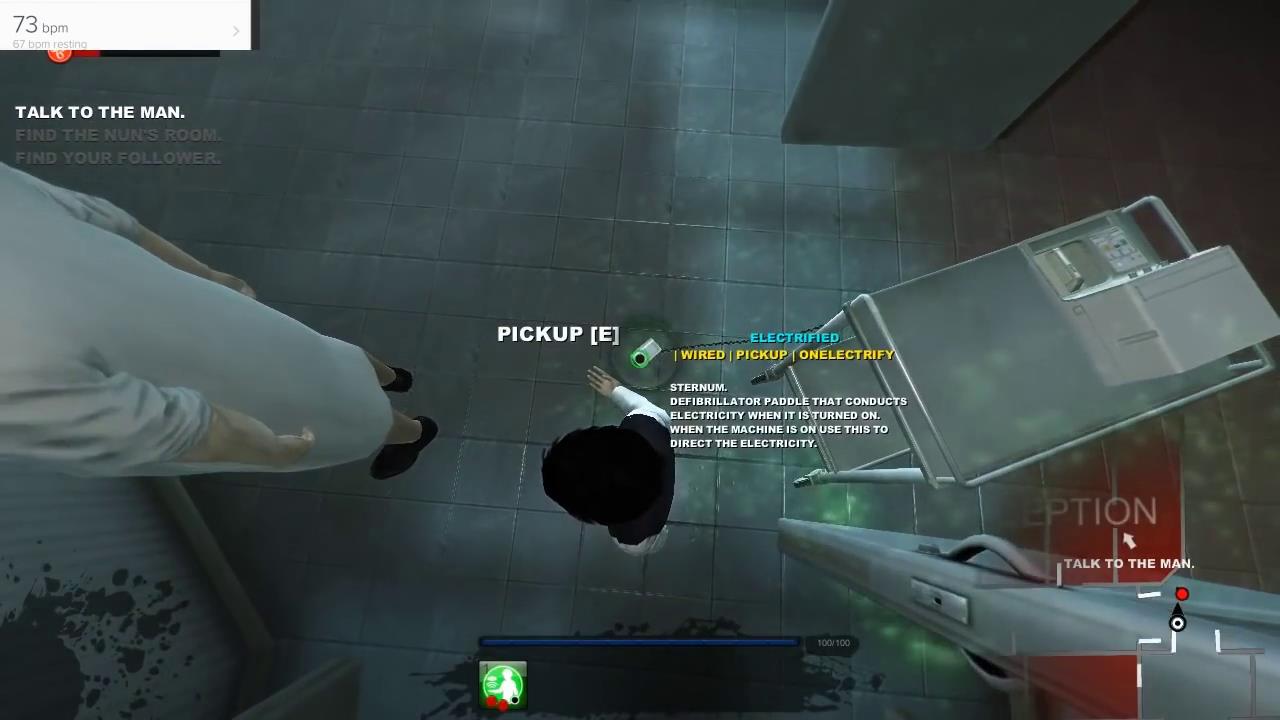 73 bpm
67 bpm resting
TALK TO THE MAN.
FIND THE NUN'S ROOM.
FIND YOUR FOLLOWER.
PICKUP [E]
ELECTRIFIED
| WIRED | PICKUP | ONELECTRIFY
STERNUM.
DEFIBRILLATOR PADDLE THAT CONDUCTS
ELECTRICITY WHEN IT IS TURNED ON.
WHEN THE MACHINE IS ON USE THIS TO
DIRECT THE ELECTRICITY.
EPTION
TALK TO THE MAN.
100/100